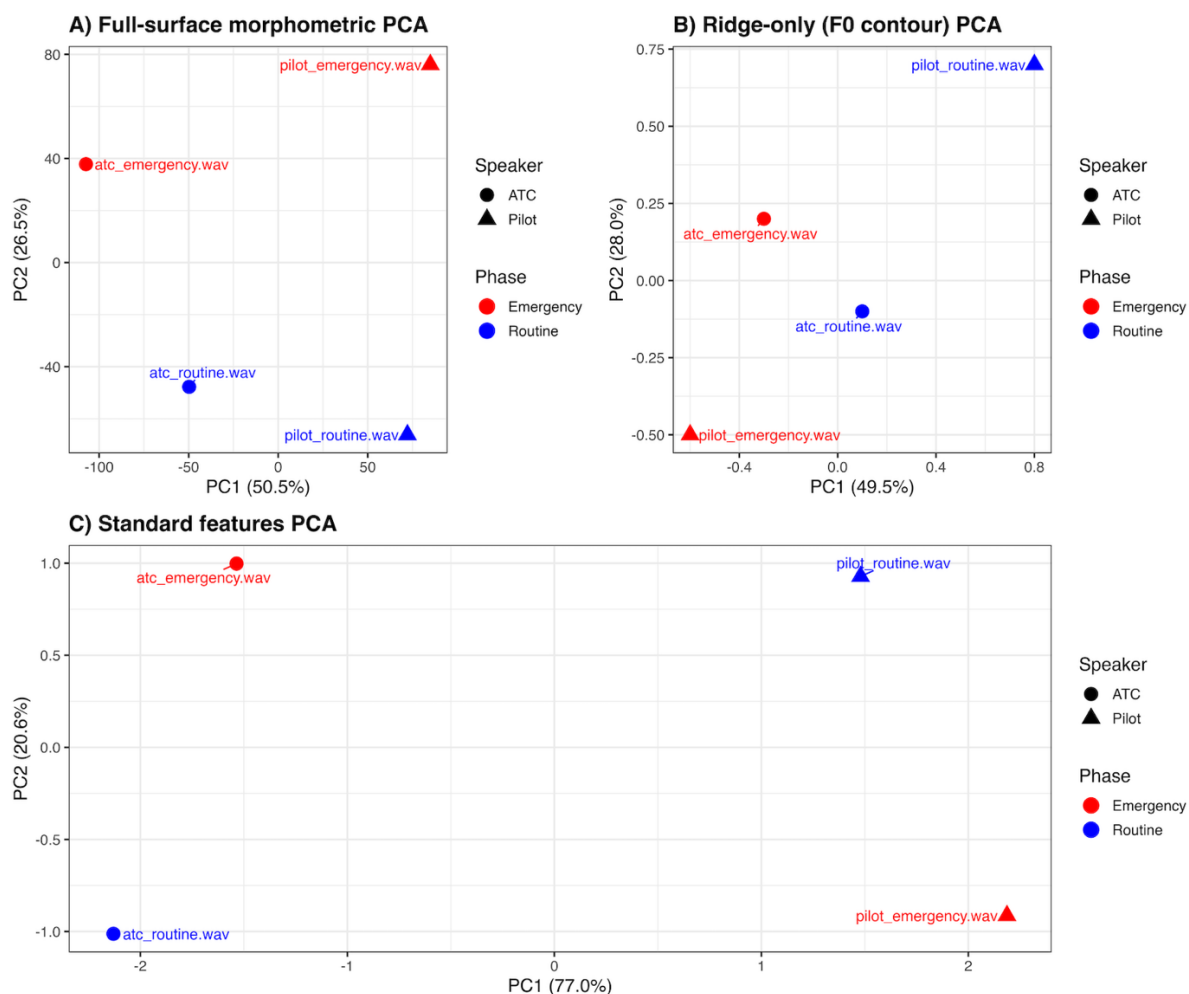 A) Full-surface morphometric PCA
80
40
0
-40
PC2 (26.5%)
pilot_emergency.wav
atc_emergency.wav
atc_routine.wav
pilot_routine.wav
-100
-50
0
50
PC1 (50.5%)
Speaker
ATC
Pilot
Phase
Emergency
Routine
B) Ridge-only (F0 contour) PCA
0.75
0.50
0.25
0.00
-0.25
-0.50
PC2 (28.0%)
pilot_routine.wav
atc_emergency.wav
atc_routine.wav
pilot_emergency.wav
-0.4
0.0
0.4
0.8
PC1 (49.5%)
Speaker
ATC
Pilot
Phase
Emergency
Routine
C) Standard features PCA
1.0
0.5
0.0
-0.5
-1.0
PC2 (20.6%)
atc_emergency.wav
pilot_routine.wav
pilot_emergency.wav
atc_routine.wav
-2
-1
0
1
2
PC1 (77.0%)
Speaker
ATC
Pilot
Phase
Emergency
Routine